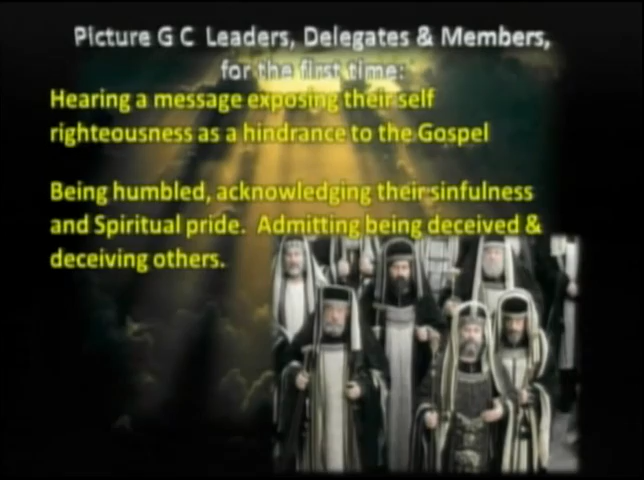 Picture G C Leaders, Delegates & Members,
for the first time:
Hearing a message exposing their self
righteousness as a hindrance to the Gospel
Being humbled, acknowledging their sinfulness
and Spiritual pride. Admitting being deceived &
deceiving others.